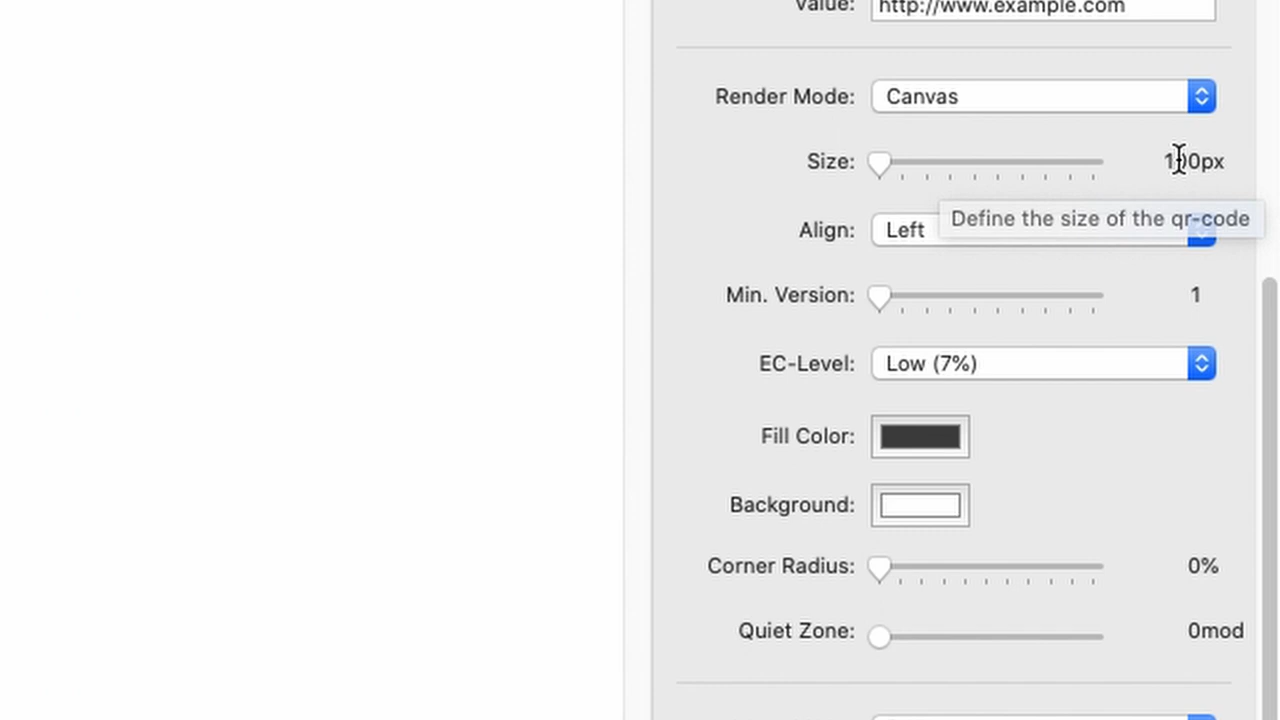 Value: http://www.example.com
Render Mode: Canvas
Size: 100px
Define the size of the qr-code
Align: Left
Min. Version: 1
EC-Level: Low (7%)
Fill Color:
Background:
Corner Radius: 0%
Quiet Zone: 0mod